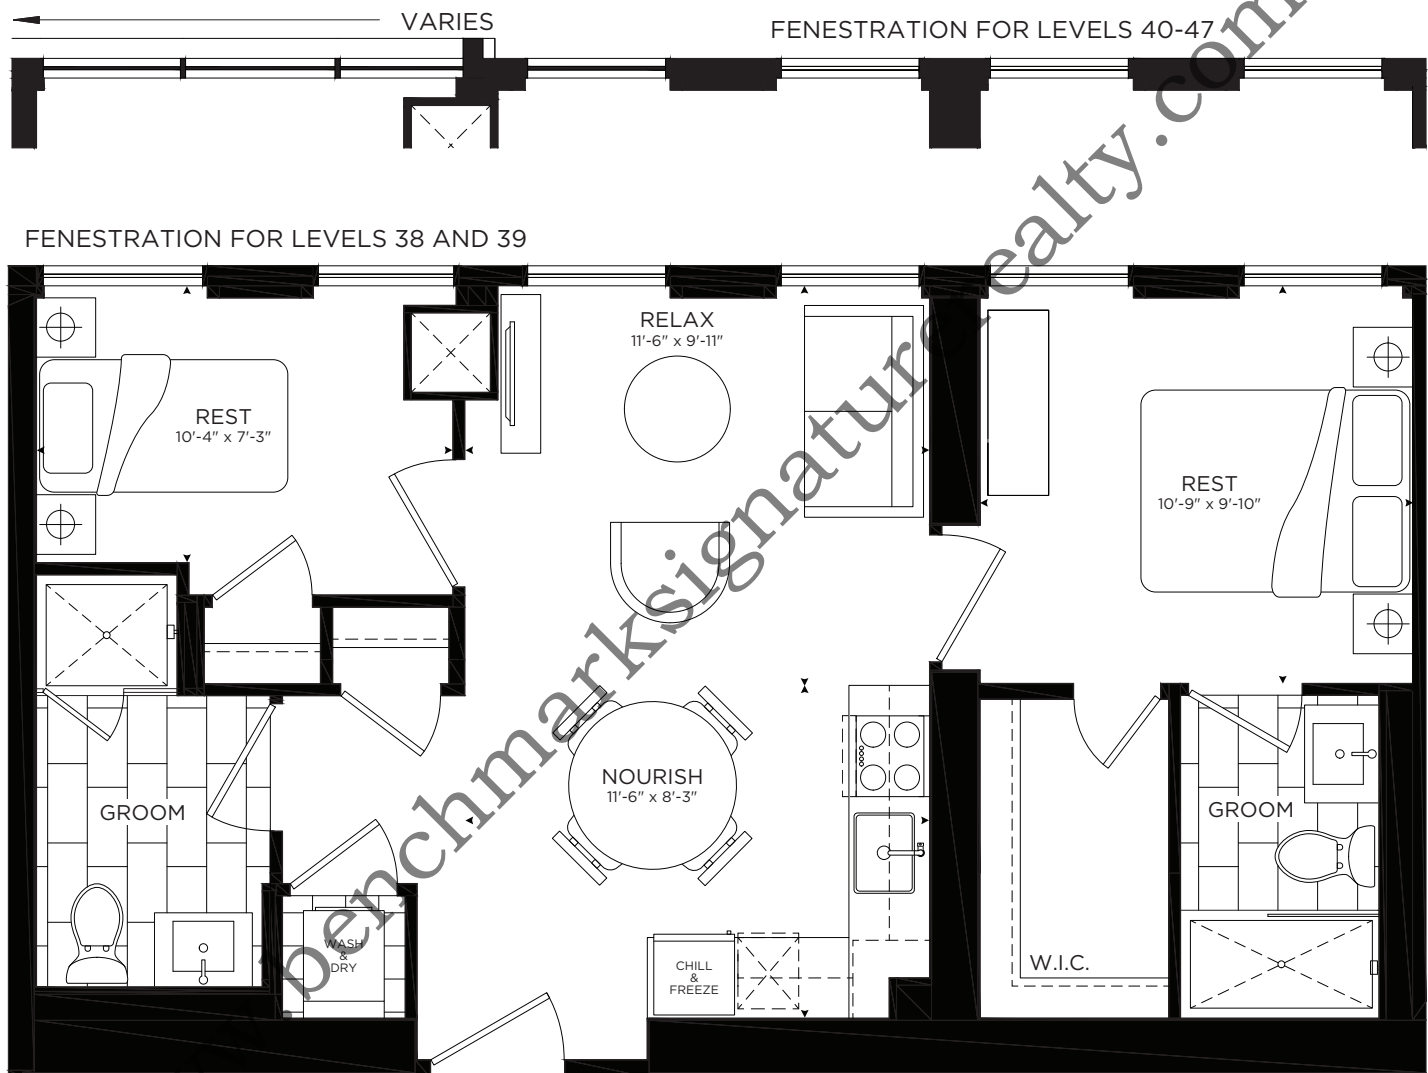 VARIES
FENESTRATION FOR LEVELS 40-47
FENESTRATION FOR LEVELS 38 AND 39
RELAX
11'-6" x 9'-11"
REST
10'-4" x 7'-3"
REST
10'-9" x 9'-10"
NOURISH
11'-6" x 8'-3"
GROOM
GROOM
WASH
&
DRY
CHILL
&
FREEZE
W.I.C.
www.benchmarksignaturerealty.com